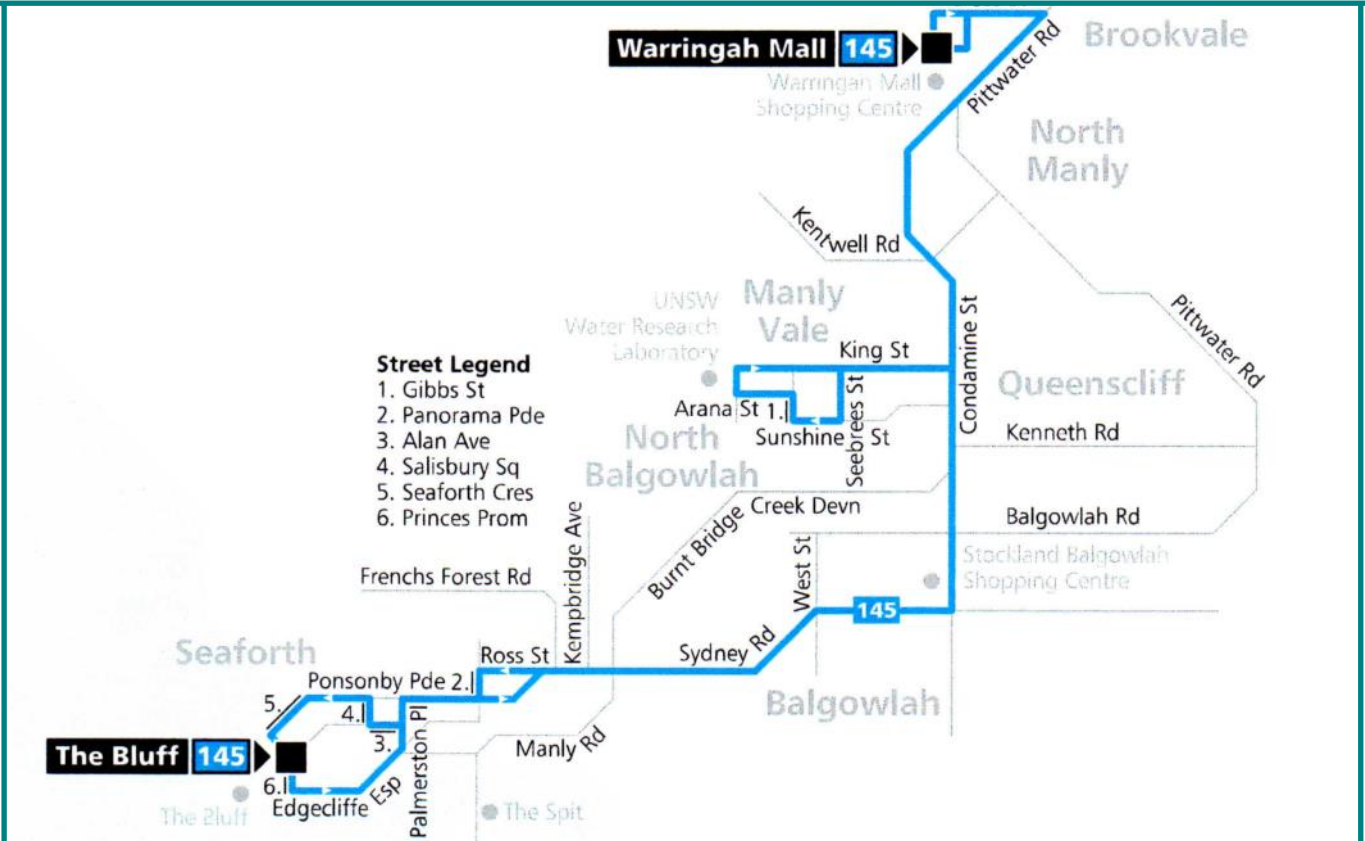 Warringah Mall 145
Brookvale
Pittwater Rd
Warringah Mall
Shopping Centre
North
Manly
Kentwell Rd
Manly
Vale
UNSW
Water Research
Laboratory
Pittwater Rd
Condamine St
King St
Queenscliff
Street Legend
1. Gibbs St
2. Panorama Pde
3. Alan Ave
4. Salisbury Sq
5. Seaforth Cres
6. Princes Prom
Arana St 1.
Seebrees St
Sunshine St
Kenneth Rd
North
Balgowlah
Creek Devn
Burnt Bridge
Balgowlah Rd
Kempbridge Ave
West St
Stockland Balgowlah
Shopping Centre
Frenchs Forest Rd
145
Seaforth
Ross St
Sydney Rd
Ponsonby Pde 2.
Balgowlah
5.
4.
3.
Palmerston Pl
Manly Rd
The Bluff 145
6.
Edgecliffe Esp
The Bluff
The Spit